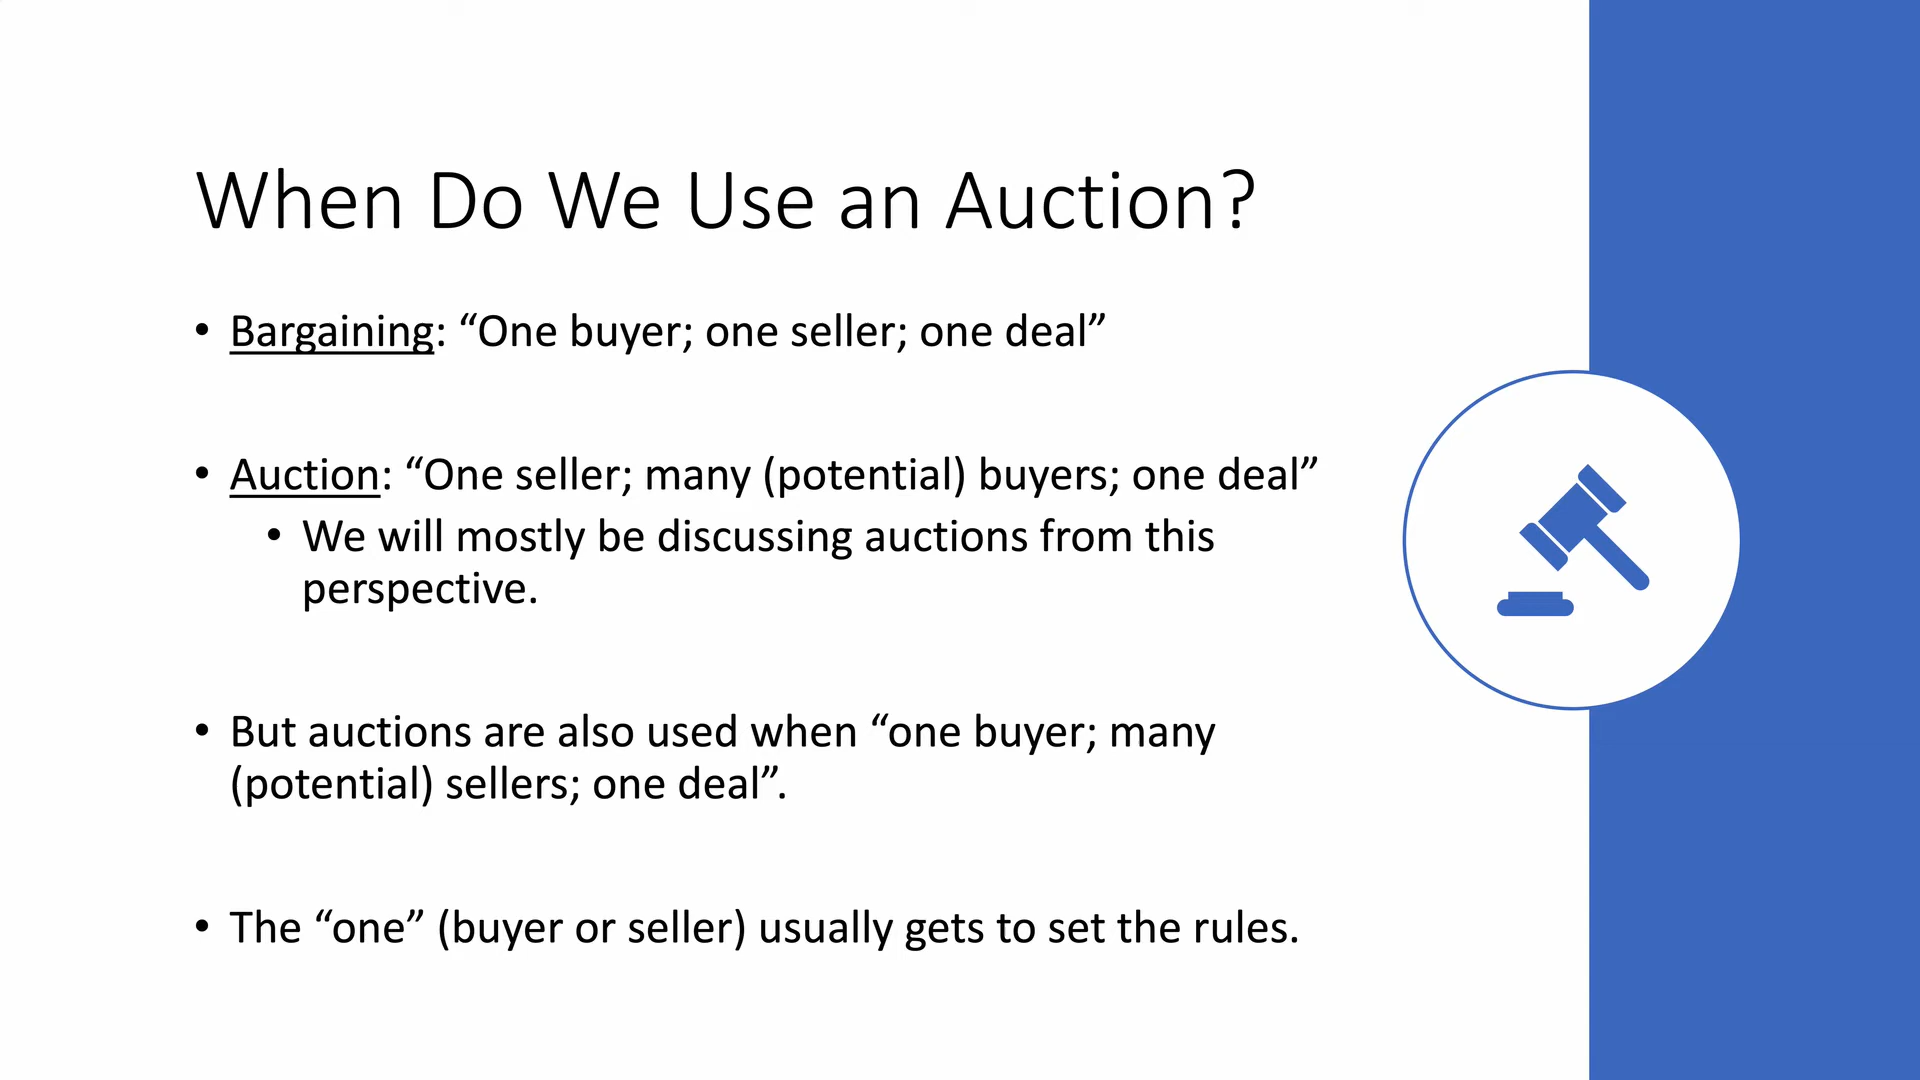 When Do We Use an Auction?
• Bargaining: “One buyer; one seller; one deal”
• Auction: “One seller; many (potential) buyers; one deal”
• We will mostly be discussing auctions from this
perspective.
• But auctions are also used when “one buyer; many
(potential) sellers; one deal”.
• The “one” (buyer or seller) usually gets to set the rules.